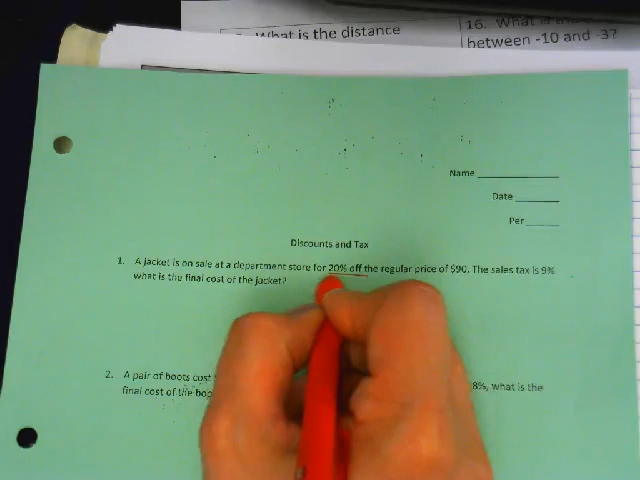 What is the distance
16. What is the
between -10 and -3?
Name
Date
Per
Discounts and Tax
1. A jacket is on sale at a department store for 20% off the regular price of $90. The sales tax is 9%
what is the final cost of the jacket?
2. A pair of boots cost 8%, what is the
final cost of the